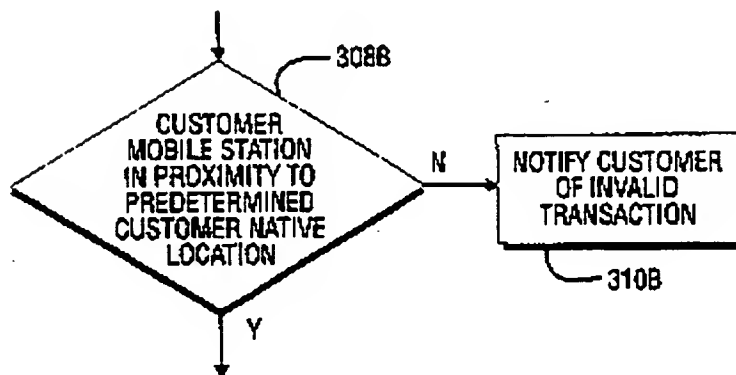 308B
CUSTOMER
MOBILE STATION
IN PROXIMITY TO
PREDETERMINED
CUSTOMER NATIVE
LOCATION
N
NOTIFY CUSTOMER
OF INVALID
TRANSACTION
310B
Y